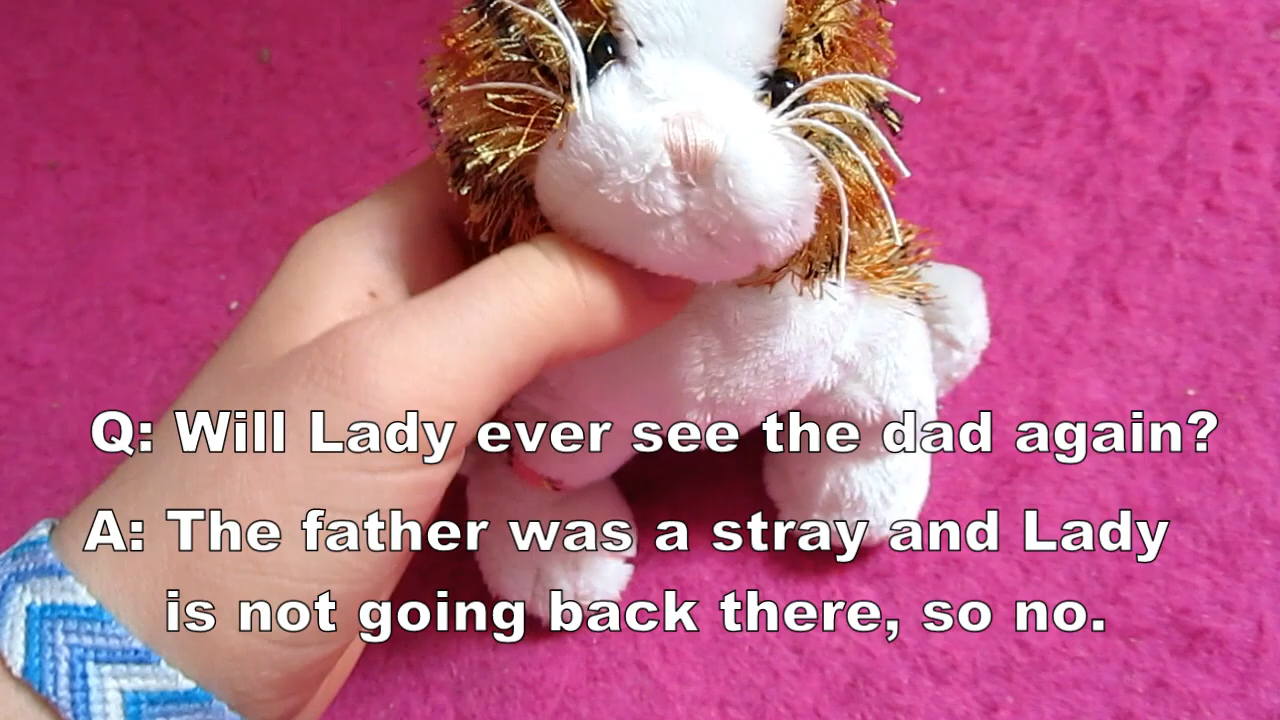 Q: Will Lady ever see the dad again?
A: The father was a stray and Lady
is not going back there, so no.